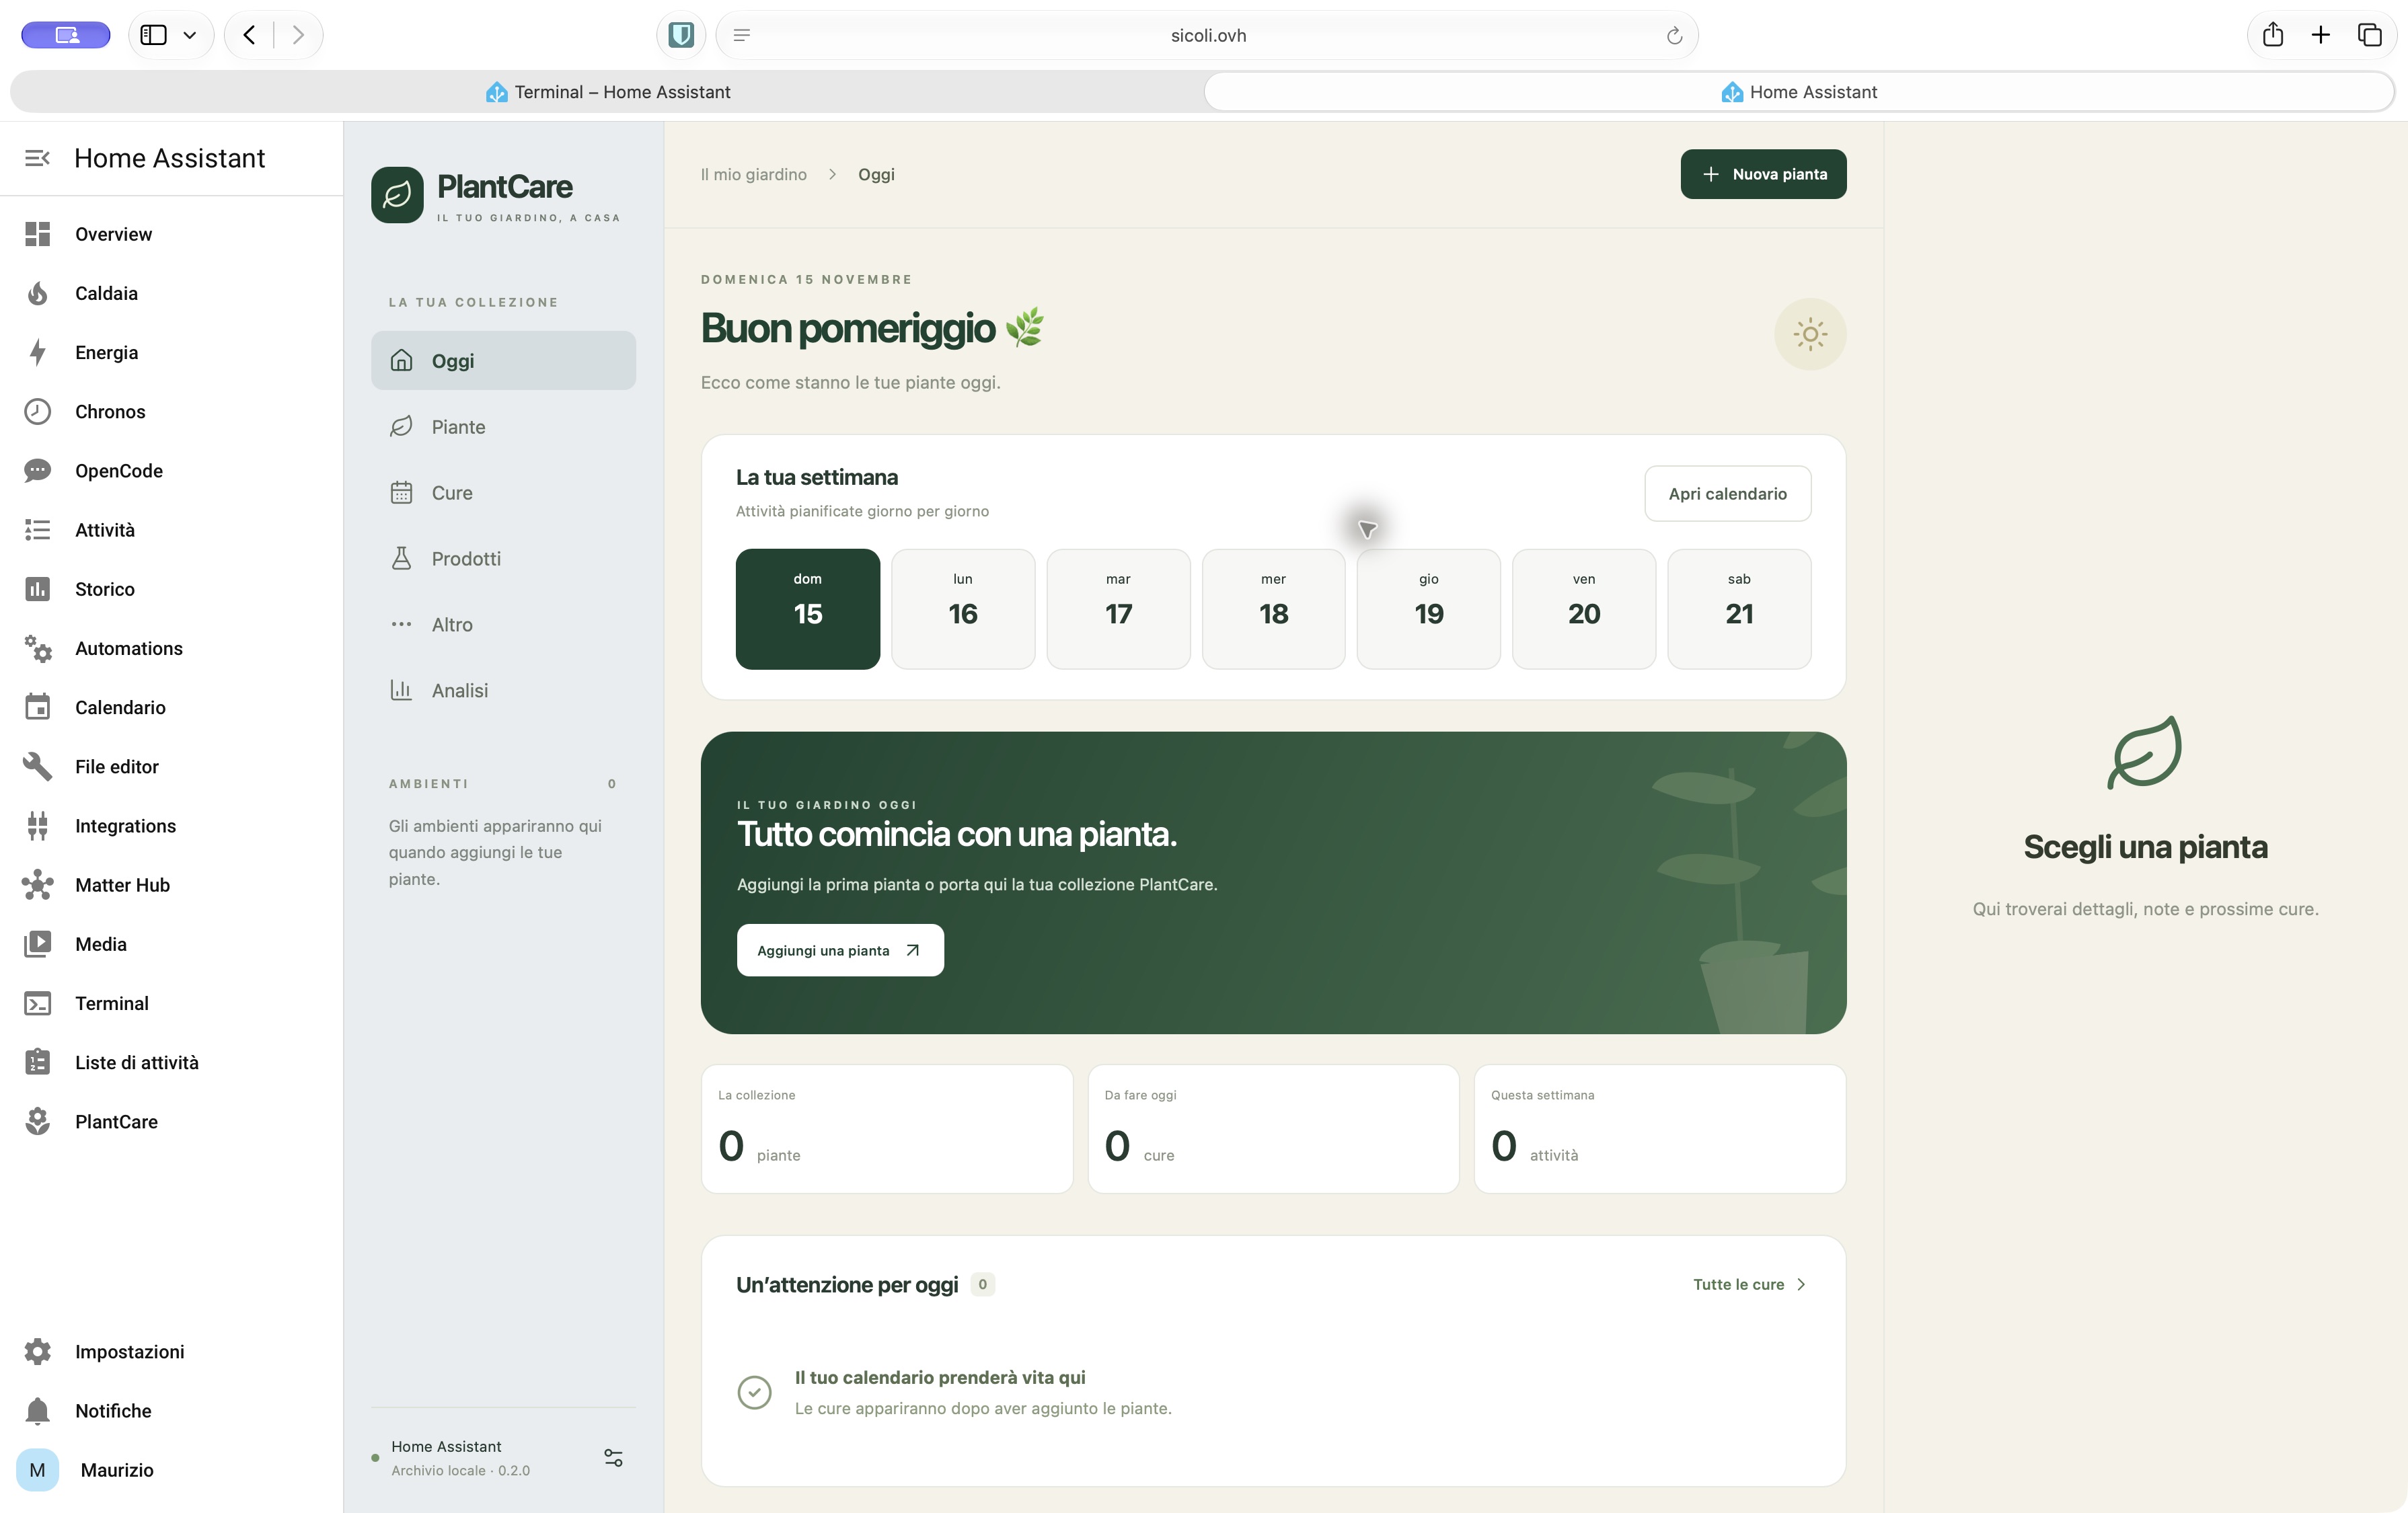 sicoli.ovh
Terminal – Home Assistant
Home Assistant
Home Assistant
Overview
Caldaia
Energia
Chronos
OpenCode
Attività
Storico
Automations
Calendario
File editor
Integrations
Matter Hub
Media
Terminal
Liste di attività
PlantCare
Impostazioni
Notifiche
M
Maurizio
PlantCare
IL TUO GIARDINO, A CASA
LA TUA COLLEZIONE
Oggi
Piante
Cure
Prodotti
Altro
Analisi
AMBIENTI 0
Gli ambienti appariranno qui
quando aggiungi le tue
piante.
Home Assistant
Archivio locale · 0.2.0
Il mio giardino > Oggi
Nuova pianta
DOMENICA 15 NOVEMBRE
Buon pomeriggio
Ecco come stanno le tue piante oggi.
La tua settimana
Attività pianificate giorno per giorno
Apri calendario
dom
15
lun
16
mar
17
mer
18
gio
19
ven
20
sab
21
IL TUO GIARDINO OGGI
Tutto comincia con una pianta.
Aggiungi la prima pianta o porta qui la tua collezione PlantCare.
Aggiungi una pianta
La collezione
0 piante
Da fare oggi
0 cure
Questa settimana
0 attività
Un’attenzione per oggi 0
Tutte le cure
Il tuo calendario prenderà vita qui
Le cure appariranno dopo aver aggiunto le piante.
Scegli una pianta
Qui troverai dettagli, note e prossime cure.